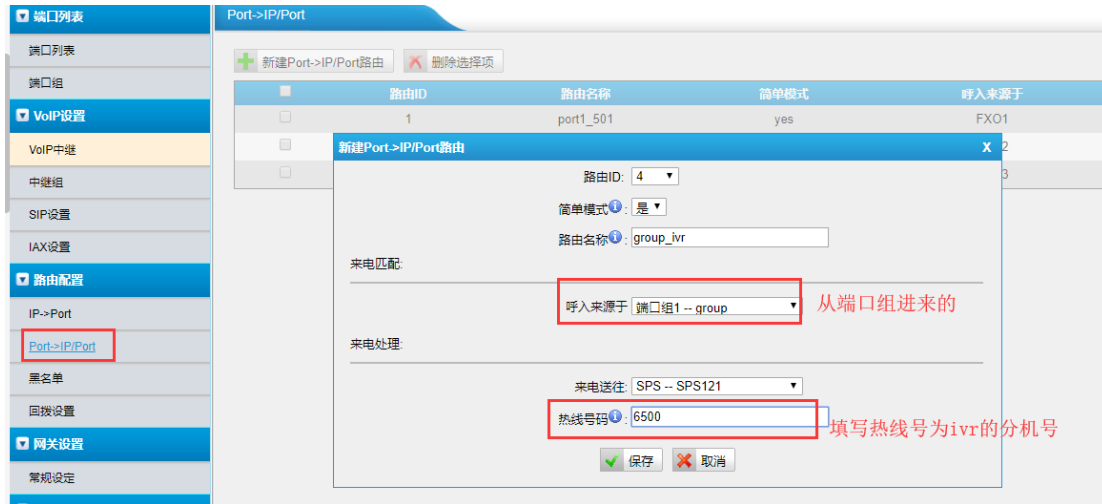 端口列表
端口列表
端口组
VoIP设置
VoIP中继
中继组
SIP设置
IAX设置
路由配置
IP->Port
Port->IP/Port
黑名单
回拨设置
网关设置
常规设定
Port->IP/Port
新建Port->IP/Port路由 删除选择项
路由ID 路由名称 简单模式 呼入来源于
1 port1_501 yes FXO1
2
3
新建Port->IP/Port路由 X
路由ID: 4
简单模式 : 是
路由名称 : group_ivr
来电匹配:
呼入来源于 端口组1 -- group 从端口组进来的
来电处理:
来电送往: SPS -- SPS121
热线号码 : 6500 填写热线号为ivr的分机号
保存 取消